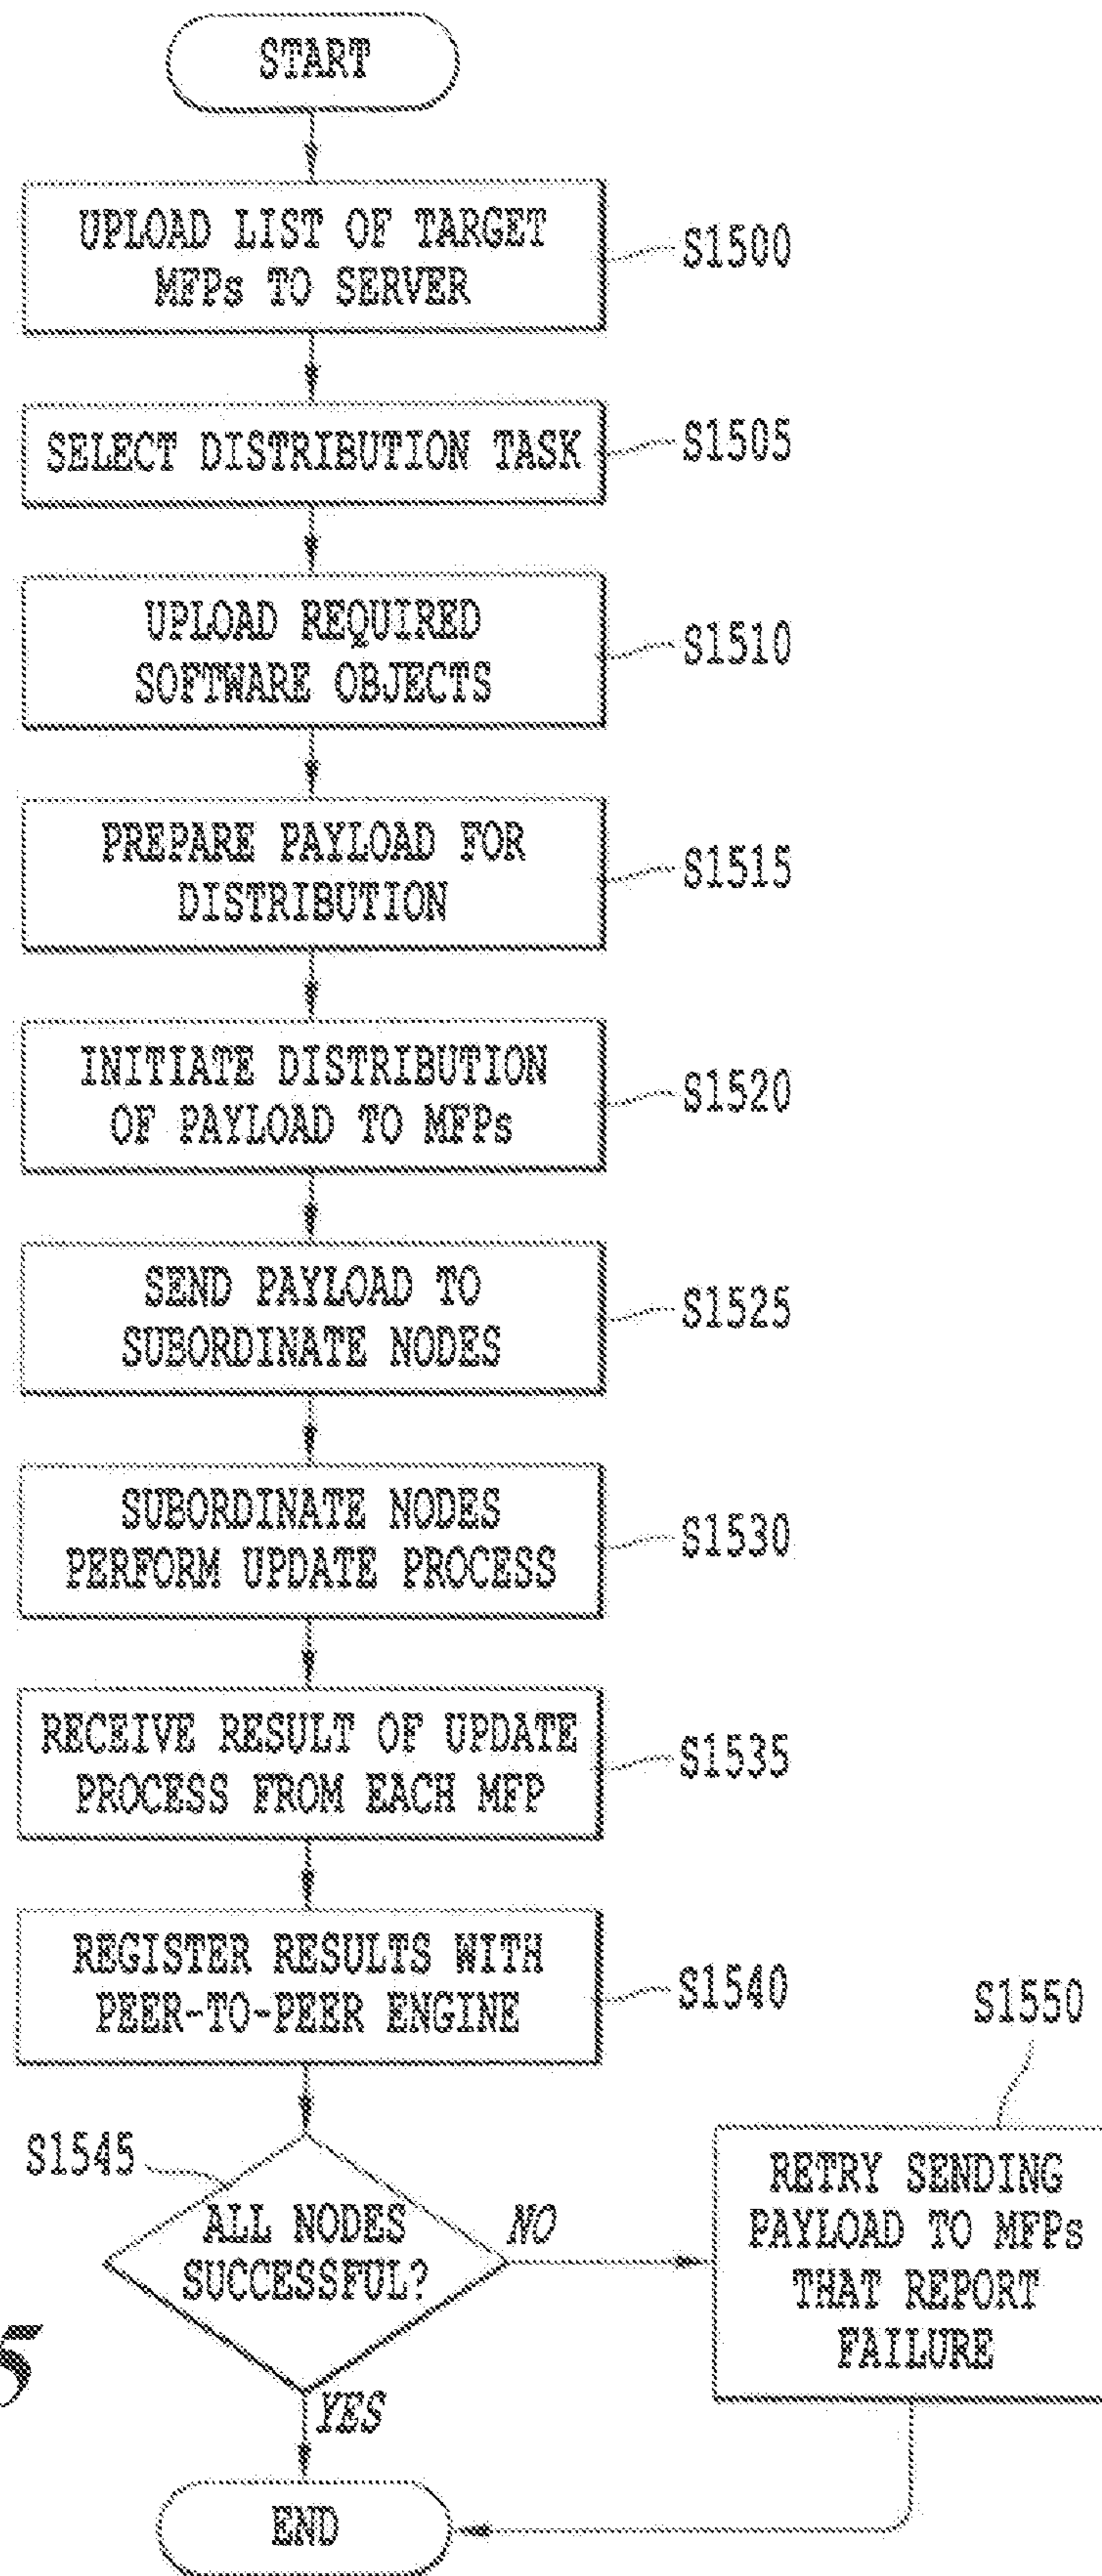 START
UPLOAD LIST OF TARGET
MFPs TO SERVER
S1500
SELECT DISTRIBUTION TASK
S1505
UPLOAD REQUIRED
SOFTWARE OBJECTS
S1510
PREPARE PAYLOAD FOR
DISTRIBUTION
S1515
INITIATE DISTRIBUTION
OF PAYLOAD TO MFPs
S1520
SEND PAYLOAD TO
SUBORDINATE NODES
S1525
SUBORDINATE NODES
PERFORM UPDATE PROCESS
S1530
RECEIVE RESULT OF UPDATE
PROCESS FROM EACH MFP
S1535
REGISTER RESULTS WITH
PEER-TO-PEER ENGINE
S1540
S1545
ALL NODES
SUCCESSFUL?
NO
YES
S1550
RETRY SENDING
PAYLOAD TO MFPs
THAT REPORT
FAILURE
5
END